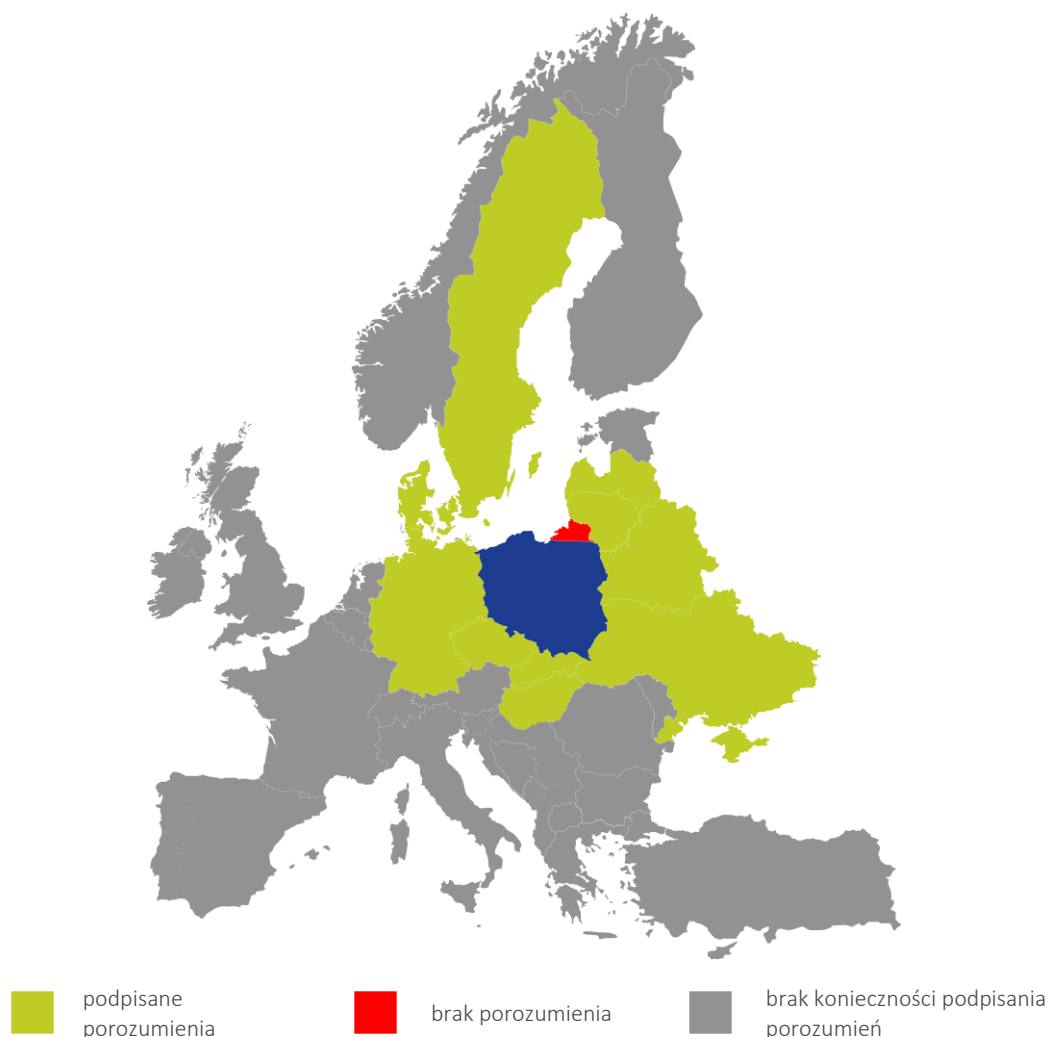 podpisane
porozumienia
brak porozumienia
brak konieczności podpisania
porozumień